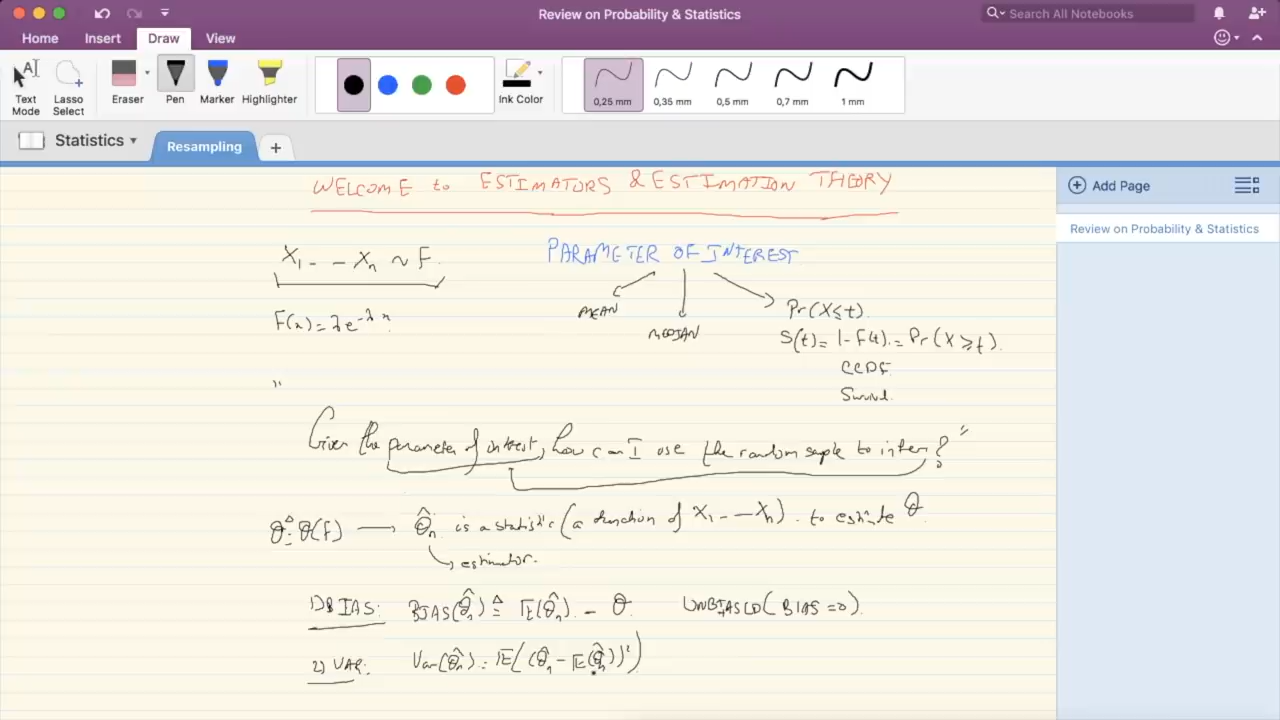 Review on Probability & Statistics
Search All Notebooks
Home Insert Draw View
Text Mode
Lasso Select
Eraser
Pen
Marker
Highlighter
Ink Color
0,25 mm
0,35 mm
0,5 mm
0,7 mm
1 mm
Statistics
Resampling
Add Page
Review on Probability & Statistics
WELCOME to ESTIMATORS & ESTIMATION THEORY
X₁ - - Xₙ ~ F
PARAMETER OF INTEREST
MEAN
MEDIAN
Pr(X≤t).
F(x) = λe^(-λx)
S(t) = 1-F(t). = Pr(X ≥ t).
CCDF
"
Given the parameter of interest, how can I use the random sample to infer? "
θ ≜ θ(F) → θ̂ₙ is a statistic (a function of X₁ - - Xₙ). to estimate θ
estimator.
1) BIAS: BIAS(θ̂ₙ) ≜ E(θ̂ₙ) - θ UNBIASED (BIAS = 0).
2) VAR: Var(θ̂ₙ) = E((θ̂ₙ - E(θ̂ₙ))²)